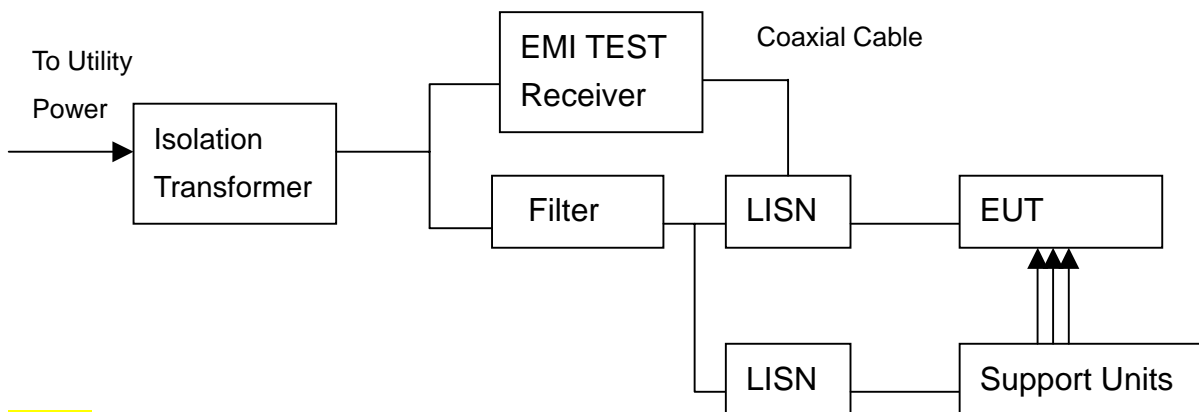 To Utility
Power
Isolation
Transformer
EMI TEST
Receiver
Coaxial Cable
Filter
LISN
EUT
LISN
Support Units